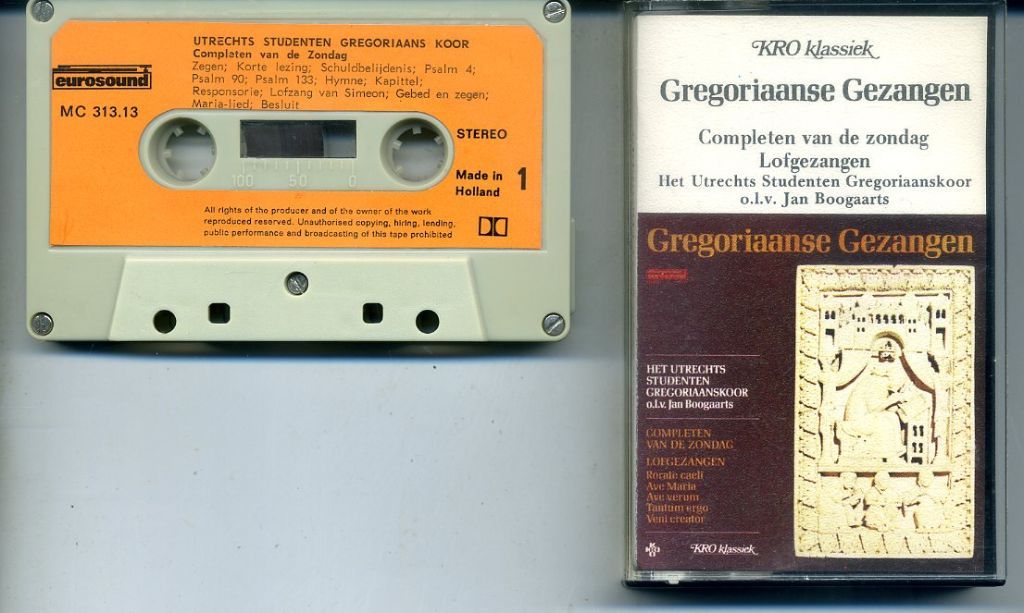 UTRECHTS STUDENTEN GREGORIAANS KOOR
Completen van de Zondag
Zegen; Korte lezing; Schuldbelijdenis; Psalm 4;
Psalm 90; Psalm 133; Hymne; Kapittel;
Responsorie; Lofzang van Simeon; Gebed en zegen;
Maria-lied; Besluit
eurosound
MC 313.13
STEREO
100 50 0
Made in
Holland
1
All rights of the producer and of the owner of the work
reproduced reserved. Unauthorised copying, hiring, lending,
public performance and broadcasting of this tape prohibited
KRO klassiek
Gregoriaanse Gezangen
Completen van de zondag
Lofgezangen
Het Utrechts Studenten Gregoriaanskoor
o.l.v. Jan Boogaarts
Gregoriaanse Gezangen
eurosound
HET UTRECHTS
STUDENTEN
GREGORIAANSKOOR
o.l.v. Jan Boogaarts
COMPLETEN
VAN DE ZONDAG
LOFGEZANGEN
Rorate caeli
Ave Maria
Ave verum
Tantum ergo
Veni creator
KRO klassiek